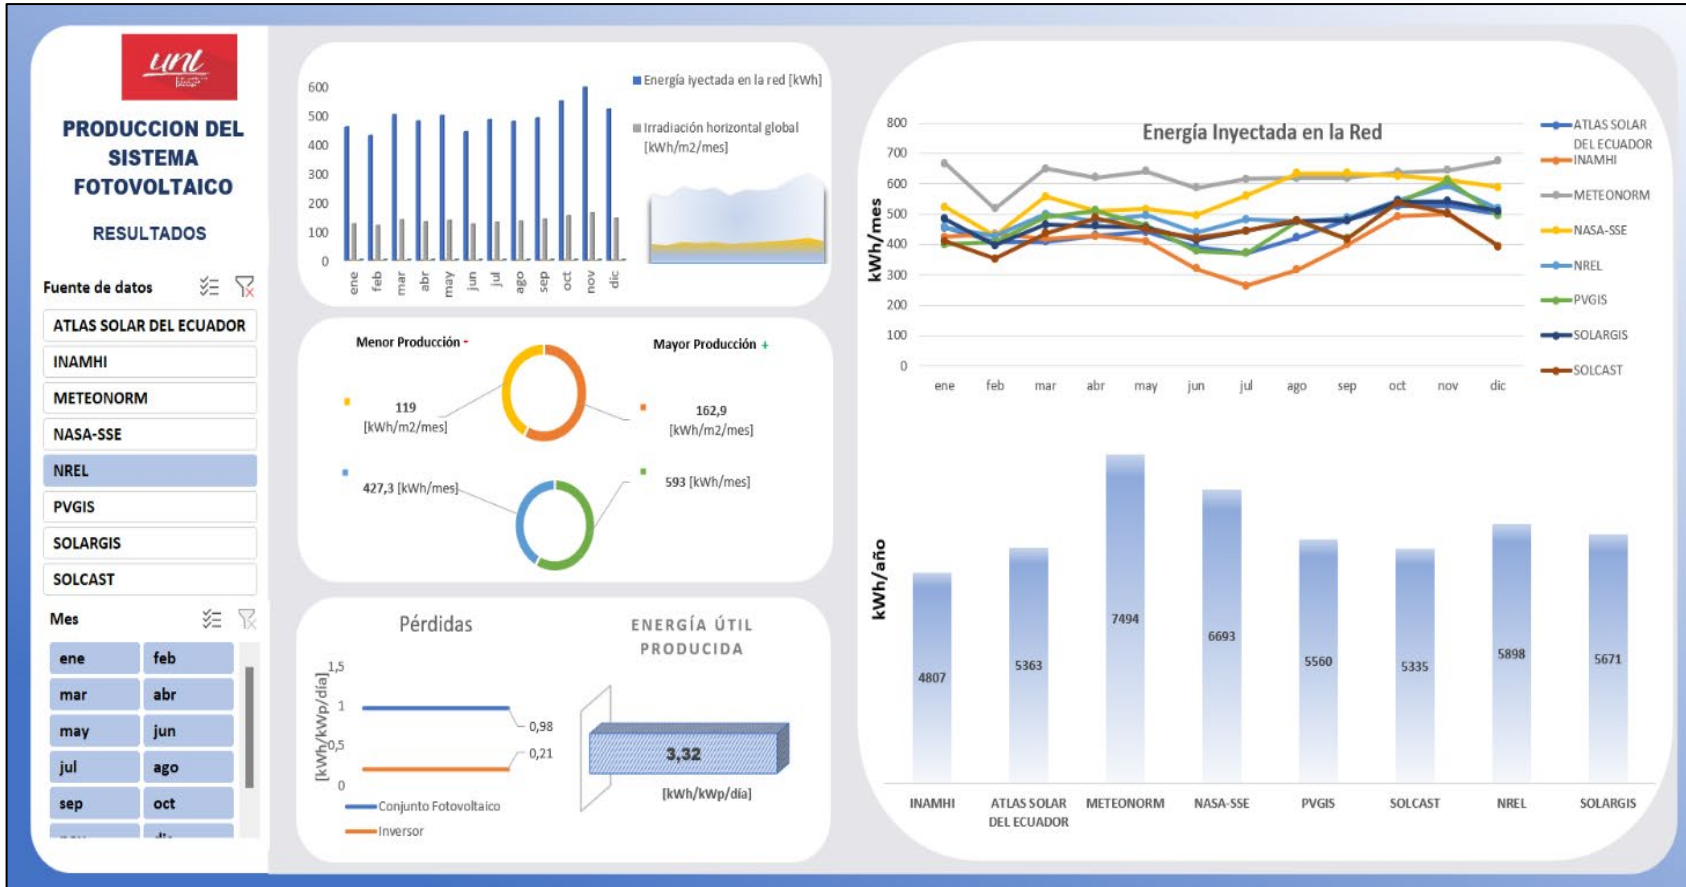 unl
PRODUCCION DEL
SISTEMA
FOTOVOLTAICO
RESULTADOS
Fuente de datos
ATLAS SOLAR DEL ECUADOR
INAMHI
METEONORM
NASA-SSE
NREL
PVGIS
SOLARGIS
SOLCAST
Mes
ene feb
mar abr
may jun
jul ago
sep oct
nov dic
600
500
400
300
200
100
0
ene feb mar abr may jun jul ago sep oct nov dic
Energía iyectada en la red [kWh]
Irradiación horizontal global
[kWh/m2/mes]
Menor Producción -
Mayor Producción +
119
[kWh/m2/mes]
162,9
[kWh/m2/mes]
427,3 [kWh/mes]
593 [kWh/mes]
Pérdidas
[kWh/kWp/día]
1,5
1
0,5
0
0,98
0,21
Conjunto Fotovoltaico
Inversor
ENERGÍA ÚTIL
PRODUCIDA
3,32
[kWh/kWp/día]
Energía Inyectada en la Red
kWh/mes
800
700
600
500
400
300
200
100
0
ene feb mar abr may jun jul ago sep oct nov dic
ATLAS SOLAR
DEL ECUADOR
INAMHI
METEONORM
NASA-SSE
NREL
PVGIS
SOLARGIS
SOLCAST
kWh/año
4807
5363
7494
6693
5560
5335
5898
5671
INAMHI
ATLAS SOLAR
DEL ECUADOR
METEONORM
NASA-SSE
PVGIS
SOLCAST
NREL
SOLARGIS